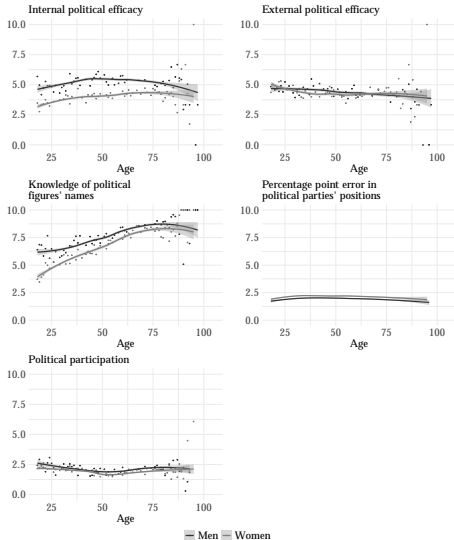 Internal political efficacy
10.0
7.5
5.0
2.5
0.0
25 50 75 100
Age
External political efficacy
10.0
7.5
5.0
2.5
0.0
25 50 75 100
Age
Knowledge of political
figures' names
10.0
7.5
5.0
2.5
0.0
25 50 75 100
Age
Percentage point error in
political parties' positions
10.0
7.5
5.0
2.5
0.0
25 50 75 100
Age
Political participation
10.0
7.5
5.0
2.5
0.0
25 50 75 100
Age
Men Women